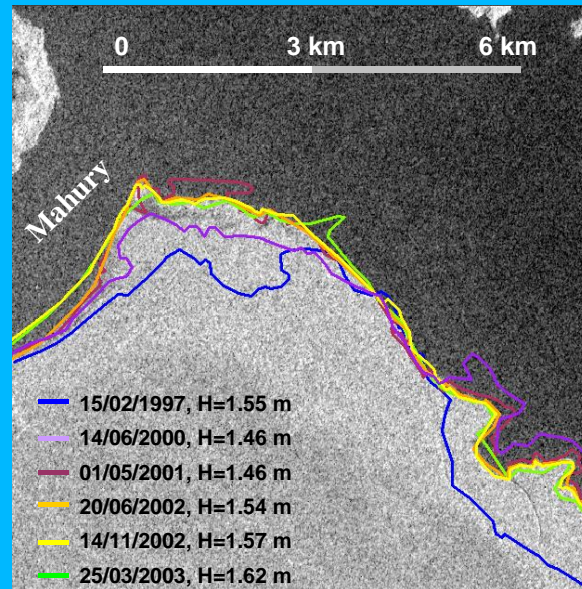 0 3 km 6 km
Mahury
15/02/1997, H=1.55 m
14/06/2000, H=1.46 m
01/05/2001, H=1.46 m
20/06/2002, H=1.54 m
14/11/2002, H=1.57 m
25/03/2003, H=1.62 m